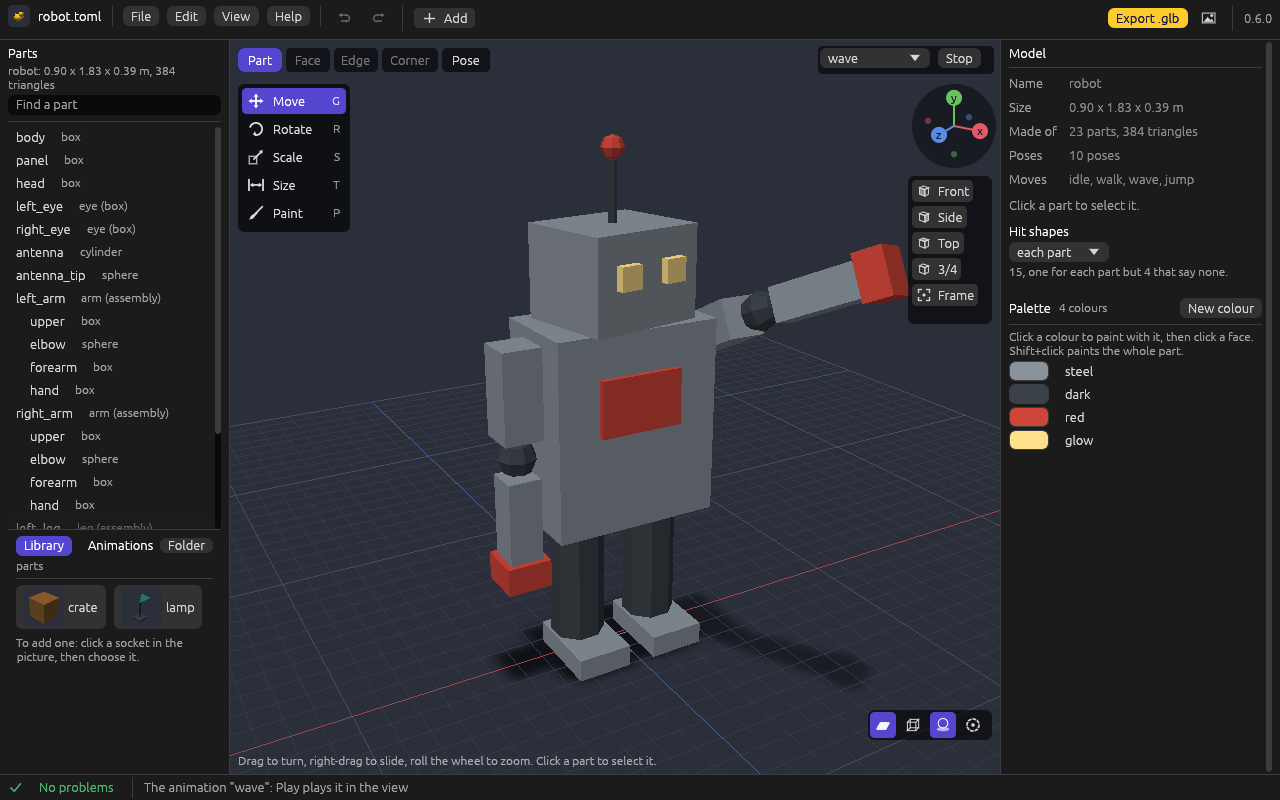 robot.toml File Edit View Help + Add Export .glb 0.6.0
Parts
robot: 0.90 x 1.83 x 0.39 m, 384
triangles
Find a part
body box
panel box
head box
left_eye eye (box)
right_eye eye (box)
antenna cylinder
antenna_tip sphere
left_arm arm (assembly)
upper box
elbow sphere
forearm box
hand box
right_arm arm (assembly)
upper box
elbow sphere
forearm box
hand box
left_leg leg (assembly)
Library Animations Folder
parts
crate lamp
To add one: click a socket in the
picture, then choose it.
Part Face Edge Corner Pose
Move G
Rotate R
Scale S
Size T
Paint P
wave Stop
y
z x
Front
Side
Top
3/4
Frame
Drag to turn, right-drag to slide, roll the wheel to zoom. Click a part to select it.
Model
Name robot
Size 0.90 x 1.83 x 0.39 m
Made of 23 parts, 384 triangles
Poses 10 poses
Moves idle, walk, wave, jump
Click a part to select it.
Hit shapes
each part
15, one for each part but 4 that say none.
Palette 4 colours New colour
Click a colour to paint with it, then click a face.
Shift+click paints the whole part.
steel
dark
red
glow
No problems The animation "wave": Play plays it in the view